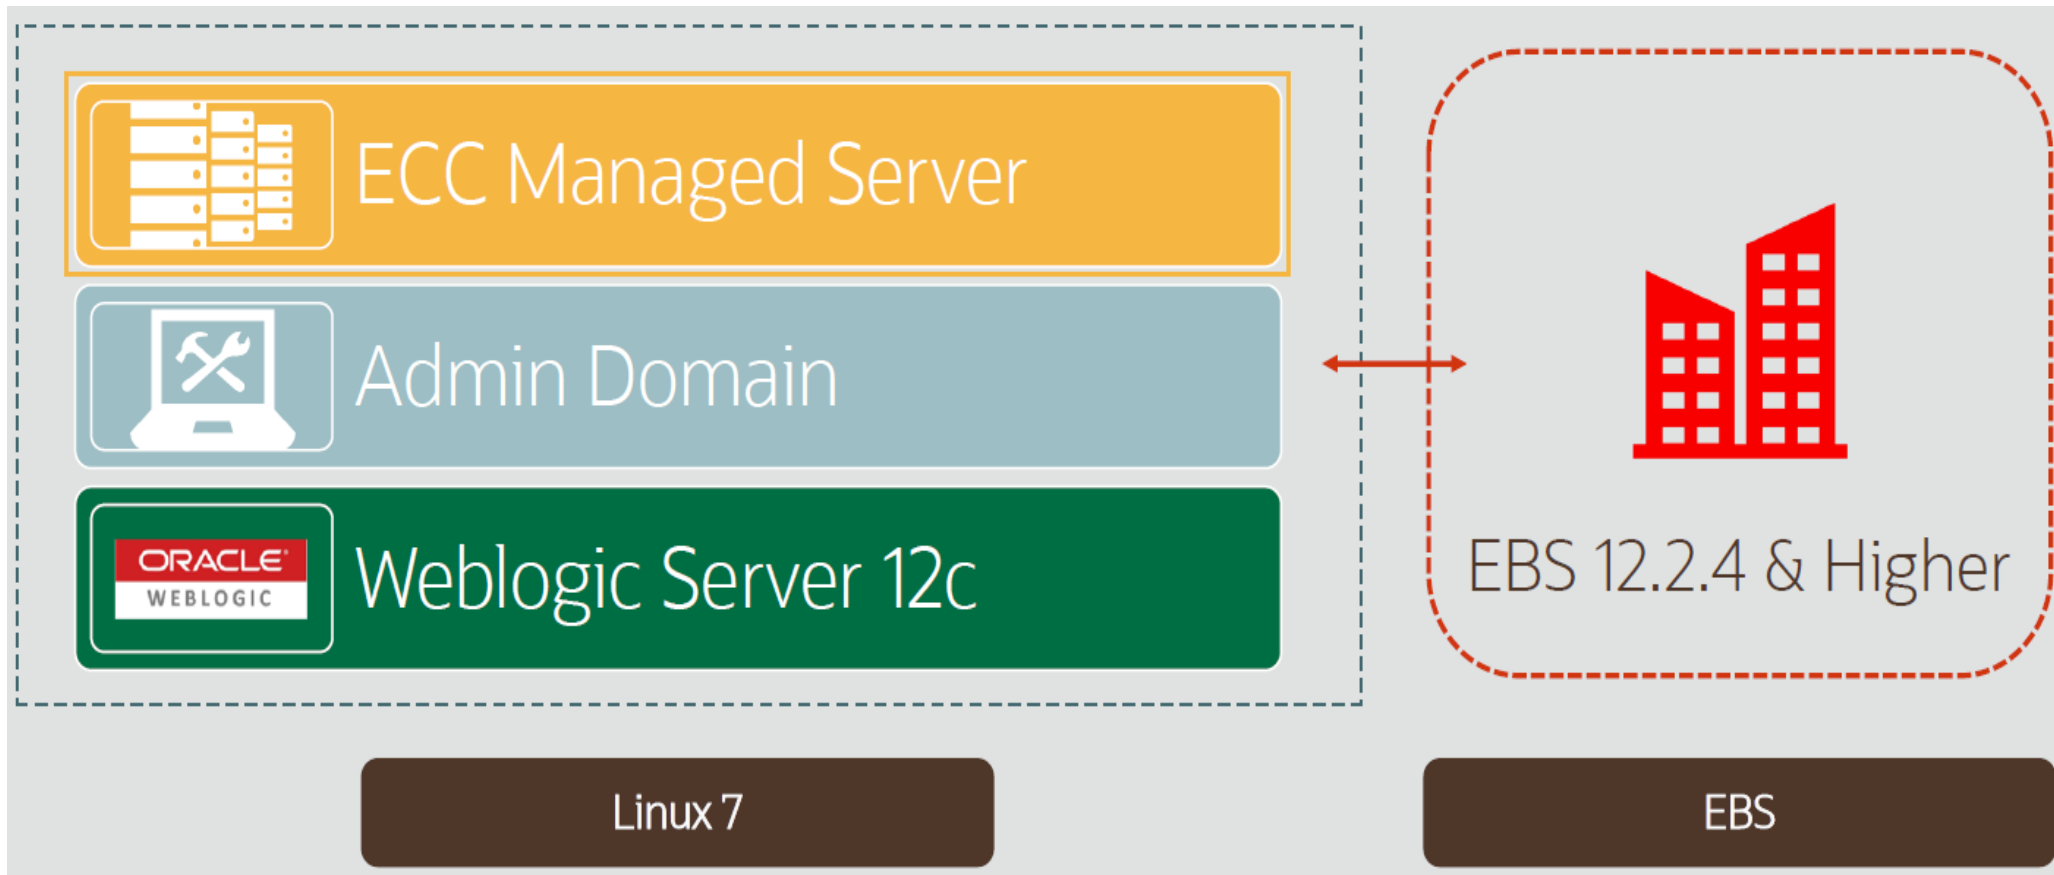 ECC Managed Server
Admin Domain
ORACLE®
WEBLOGIC
Weblogic Server 12c
EBS 12.2.4 & Higher
Linux 7
EBS